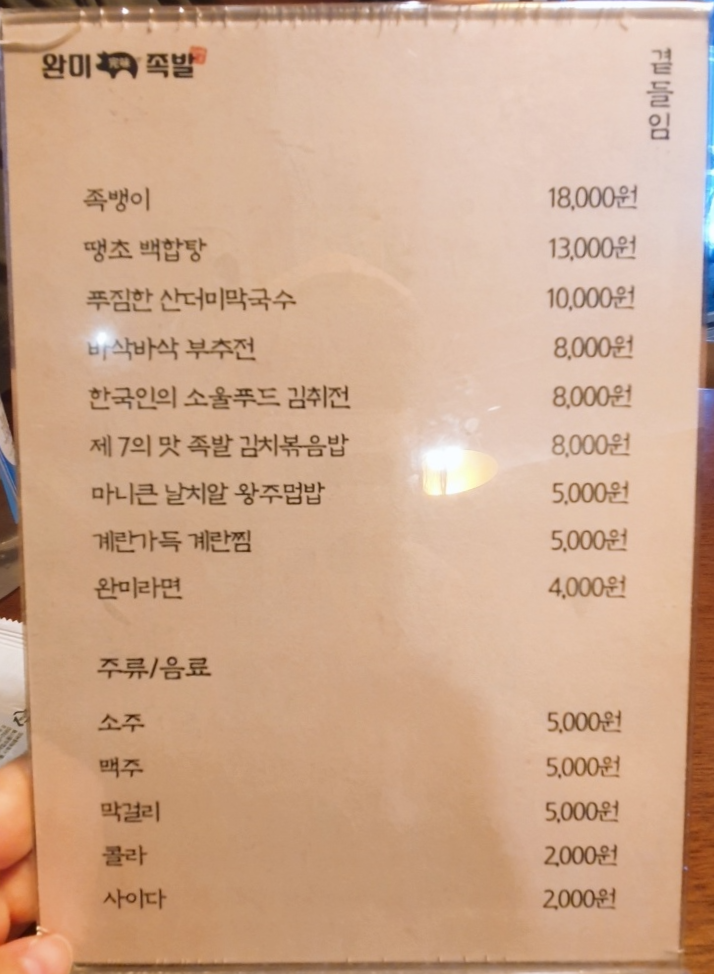 완미 족발
곁들임
족뱅이 18,000원
땡초 백합탕 13,000원
푸짐한 산더미막국수 10,000원
바삭바삭 부추전 8,000원
한국인의 소울푸드 김취전 8,000원
제 7의 맛 족발 김치볶음밥 8,000원
마니큰 날치알 왕주먹밥 5,000원
계란가득 계란찜 5,000원
완미라면 4,000원
주류/음료
소주 5,000원
맥주 5,000원
막걸리 5,000원
콜라 2,000원
사이다 2,000원